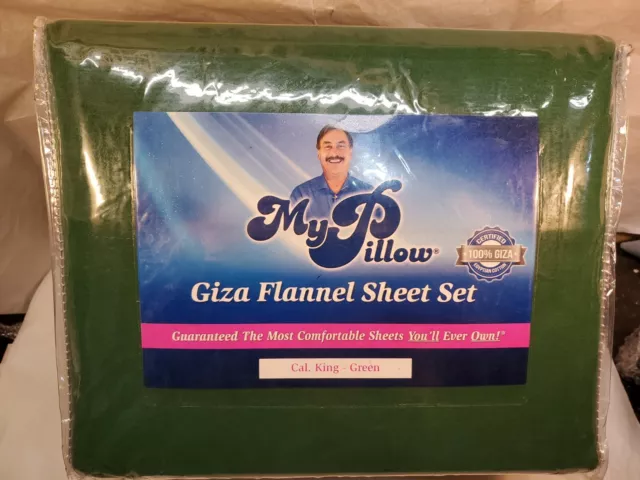 MyPillow®
CERTIFIED
100% GIZA
EGYPTIAN COTTON
Giza Flannel Sheet Set
Guaranteed The Most Comfortable Sheets You'll Ever Own!®
Cal. King - Green